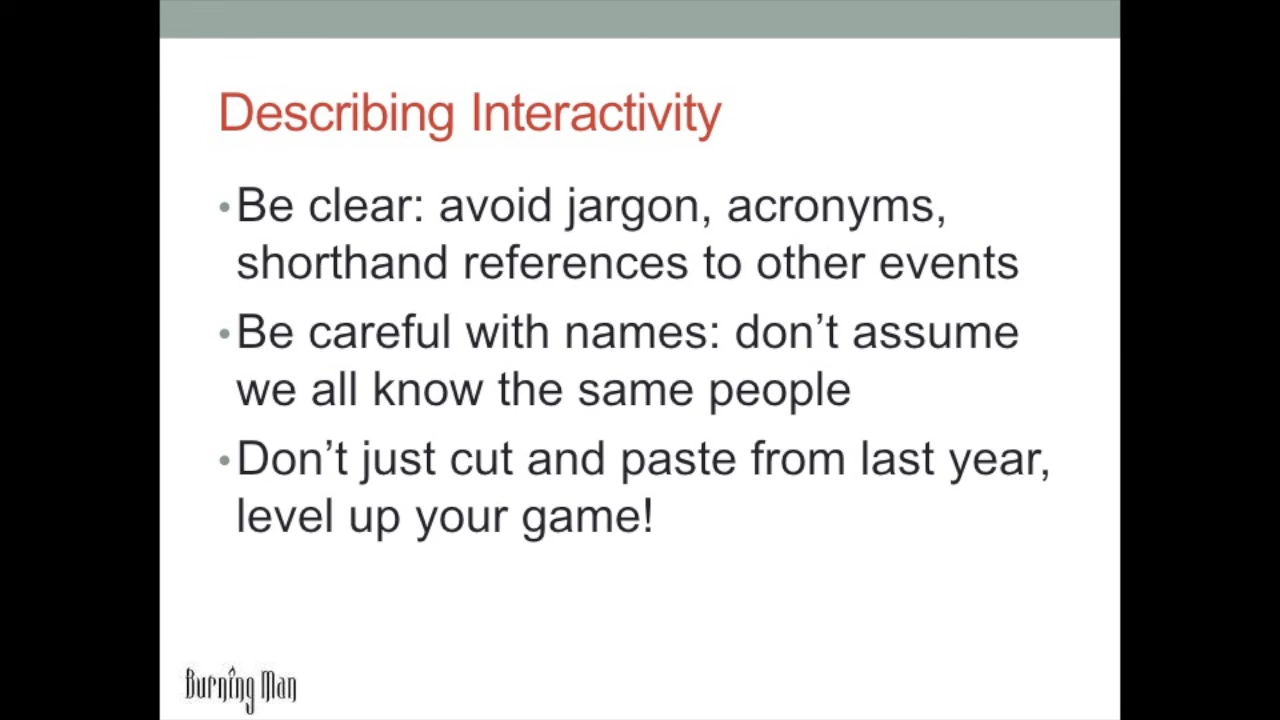 Describing Interactivity
•Be clear: avoid jargon, acronyms,
shorthand references to other events
•Be careful with names: don’t assume
we all know the same people
•Don’t just cut and paste from last year,
level up your game!
Burning Man